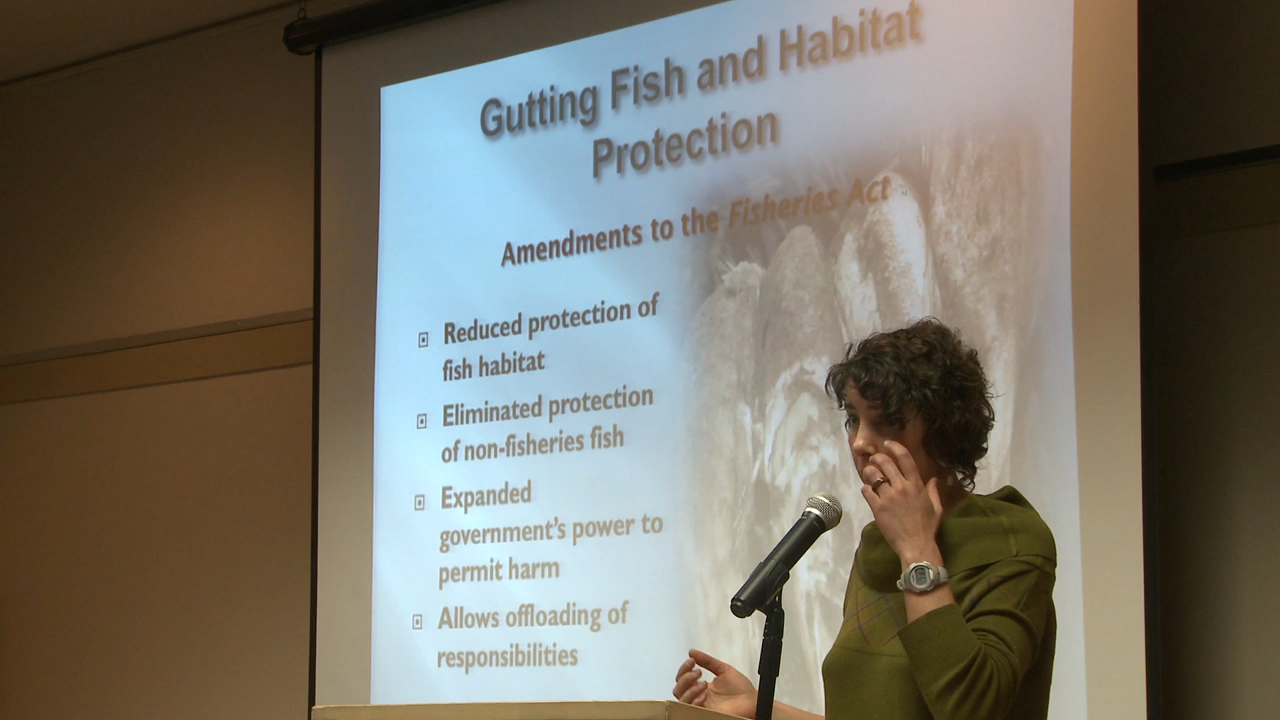 Gutting Fish and Habitat
Protection
Amendments to the Fisheries Act
Reduced protection of
fish habitat
Eliminated protection
of non-fisheries fish
Expanded
government's power to
permit harm
Allows offloading of
responsibilities